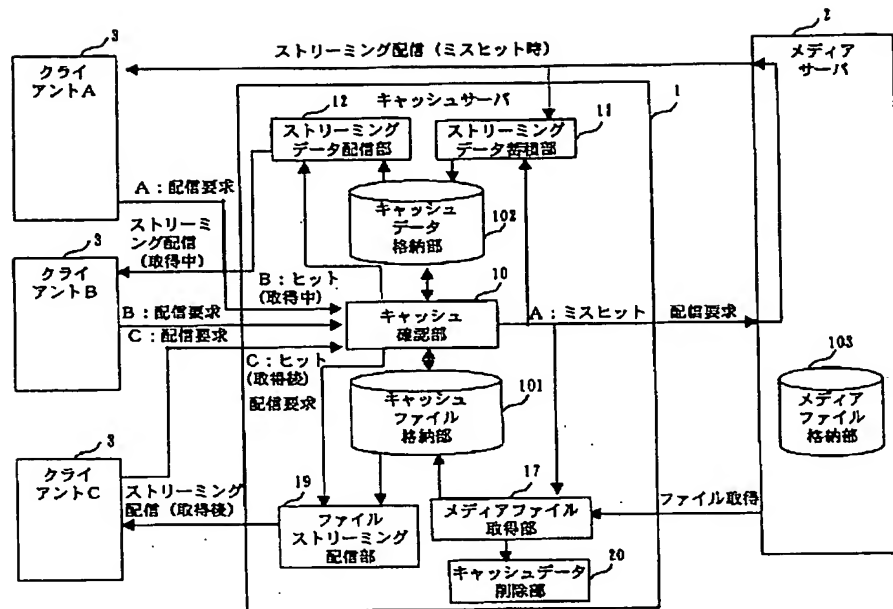 3
クライ
アントA
ストリーミング配信（ミスヒット時）
2
メディア
サーバ
12
キャッシュサーバ
1
ストリーミング
データ配信部
ストリーミング
データ蓄積部
11
A：配信要求
ストリーミ
ング配信
(取得中)
キャッシュ
データ
格納部
102
3
クライ
アントB
B：ヒット
(取得中)
10
B：配信要求
C：配信要求
キャッシュ
確認部
A：ミスヒット
配信要求
C：ヒット
(取得後)
配信要求
キャッシュ
ファイル
格納部
101
103
メディア
ファイル
格納部
3
クライ
アントC
ストリーミング
配信（取得後）
19
ファイル
ストリーミング
配信部
17
メディアファイル
取得部
ファイル取得
キャッシュデータ
削除部
20